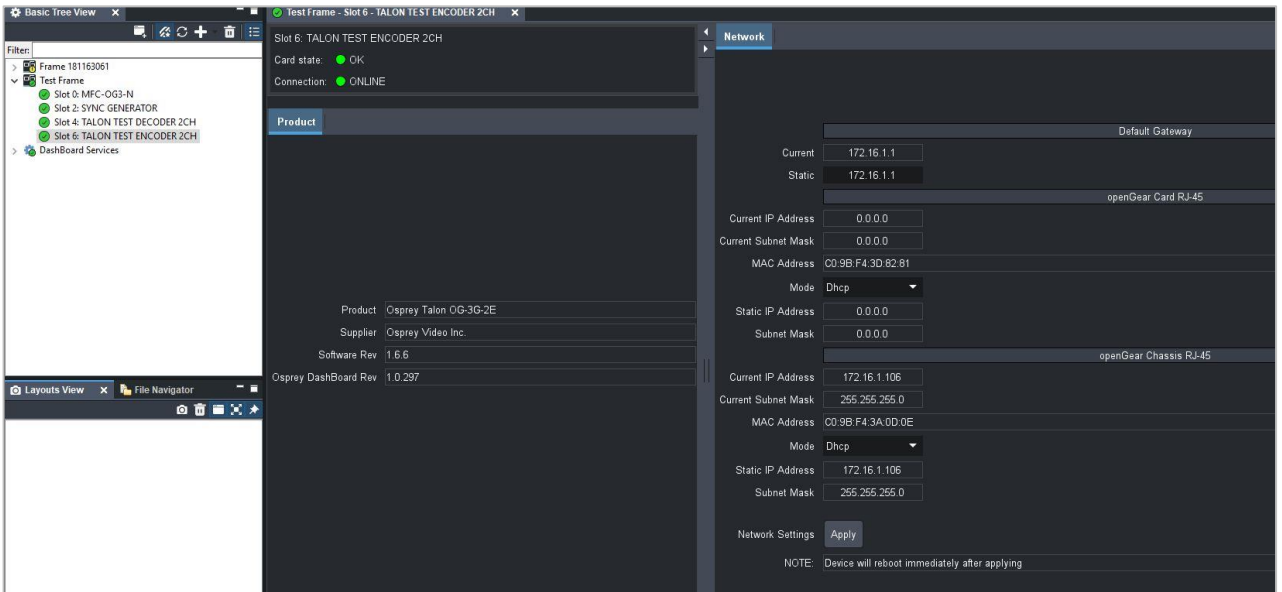 Basic Tree View
Filter:
Frame 181163061
Test Frame
Slot 0: MFC-OG3-N
Slot 2: SYNC GENERATOR
Slot 4: TALON TEST DECODER 2CH
Slot 6: TALON TEST ENCODER 2CH
DashBoard Services
Layouts View
File Navigator
Test Frame - Slot 6 - TALON TEST ENCODER 2CH
Slot 6: TALON TEST ENCODER 2CH
Card state: OK
Connection: ONLINE
Product
Product Osprey Talon OG-3G-2E
Supplier Osprey Video Inc.
Software Rev 1.6.6
Osprey DashBoard Rev 1.0.297
Network
Default Gateway
Current 172.16.1.1
Static 172.16.1.1
openGear Card RJ-45
Current IP Address 0.0.0.0
Current Subnet Mask 0.0.0.0
MAC Address C0:9B:F4:3D:82:81
Mode Dhcp
Static IP Address 0.0.0.0
Subnet Mask 0.0.0.0
openGear Chassis RJ-45
Current IP Address 172.16.1.106
Current Subnet Mask 255.255.255.0
MAC Address C0:9B:F4:3A:0D:0E
Mode Dhcp
Static IP Address 172.16.1.106
Subnet Mask 255.255.255.0
Network Settings Apply
NOTE: Device will reboot immediately after applying